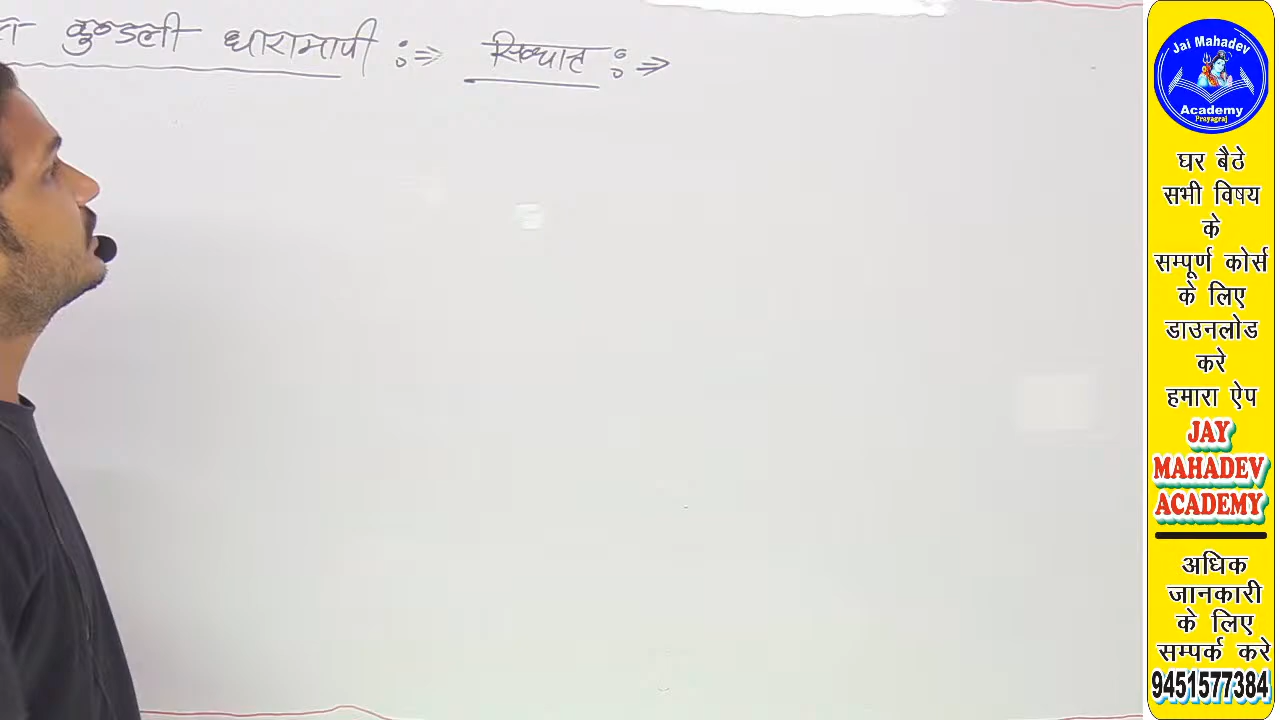 कुण्डली धारामापी :⇒ सिद्धान्त :⇒
Jai Mahadev
Academy
Prayagraj
घर बैठे
सभी विषय
के
सम्पूर्ण कोर्स
के लिए
डाउनलोड
करे
हमारा ऐप
JAY
MAHADEV
ACADEMY
अधिक
जानकारी
के लिए
सम्पर्क करे
9451577384